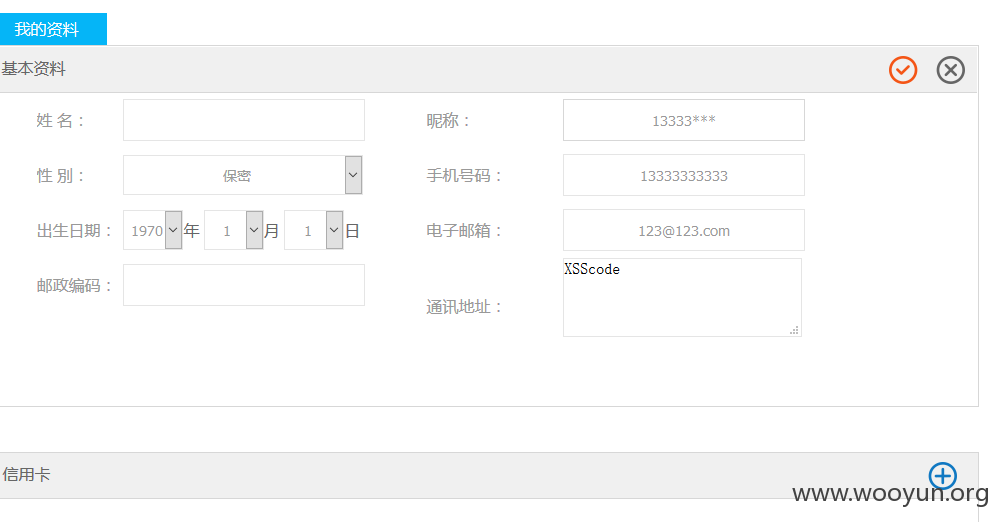 我的资料
基本资料
姓 名： 昵称： 13333***
性 别： 保密 手机号码： 13333333333
出生日期： 1970 年 1 月 1 日 电子邮箱： 123@123.com
邮政编码： XSScode
通讯地址：
信用卡
www.wooyun.org